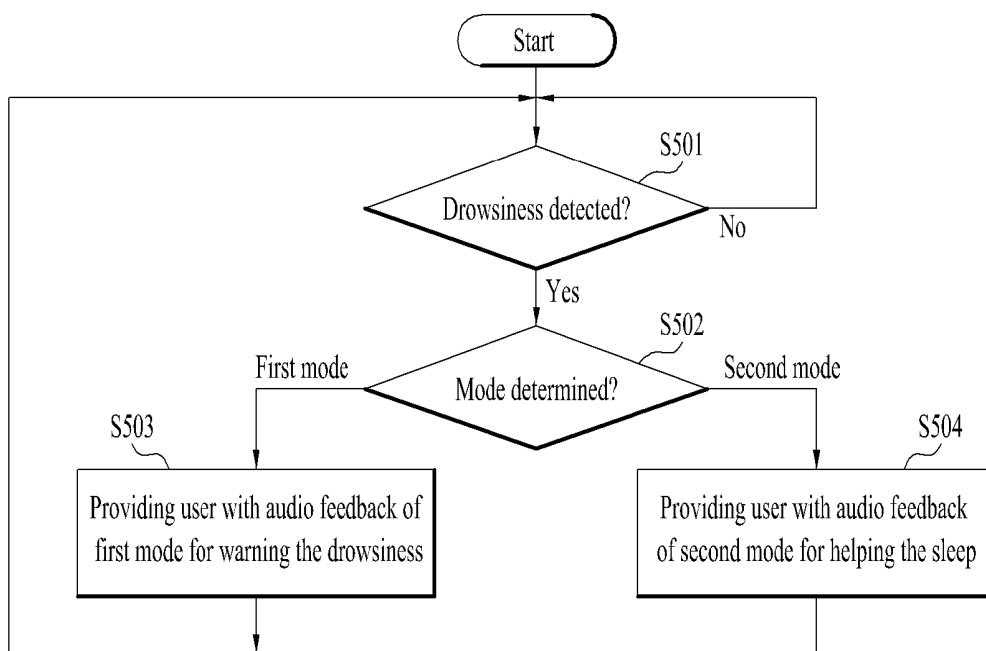 Start
S501
Drowsiness detected?
No
Yes
S502
First mode
Mode determined?
Second mode
S503
S504
Providing user with audio feedback of
first mode for warning the drowsiness
Providing user with audio feedback
of second mode for helping the sleep